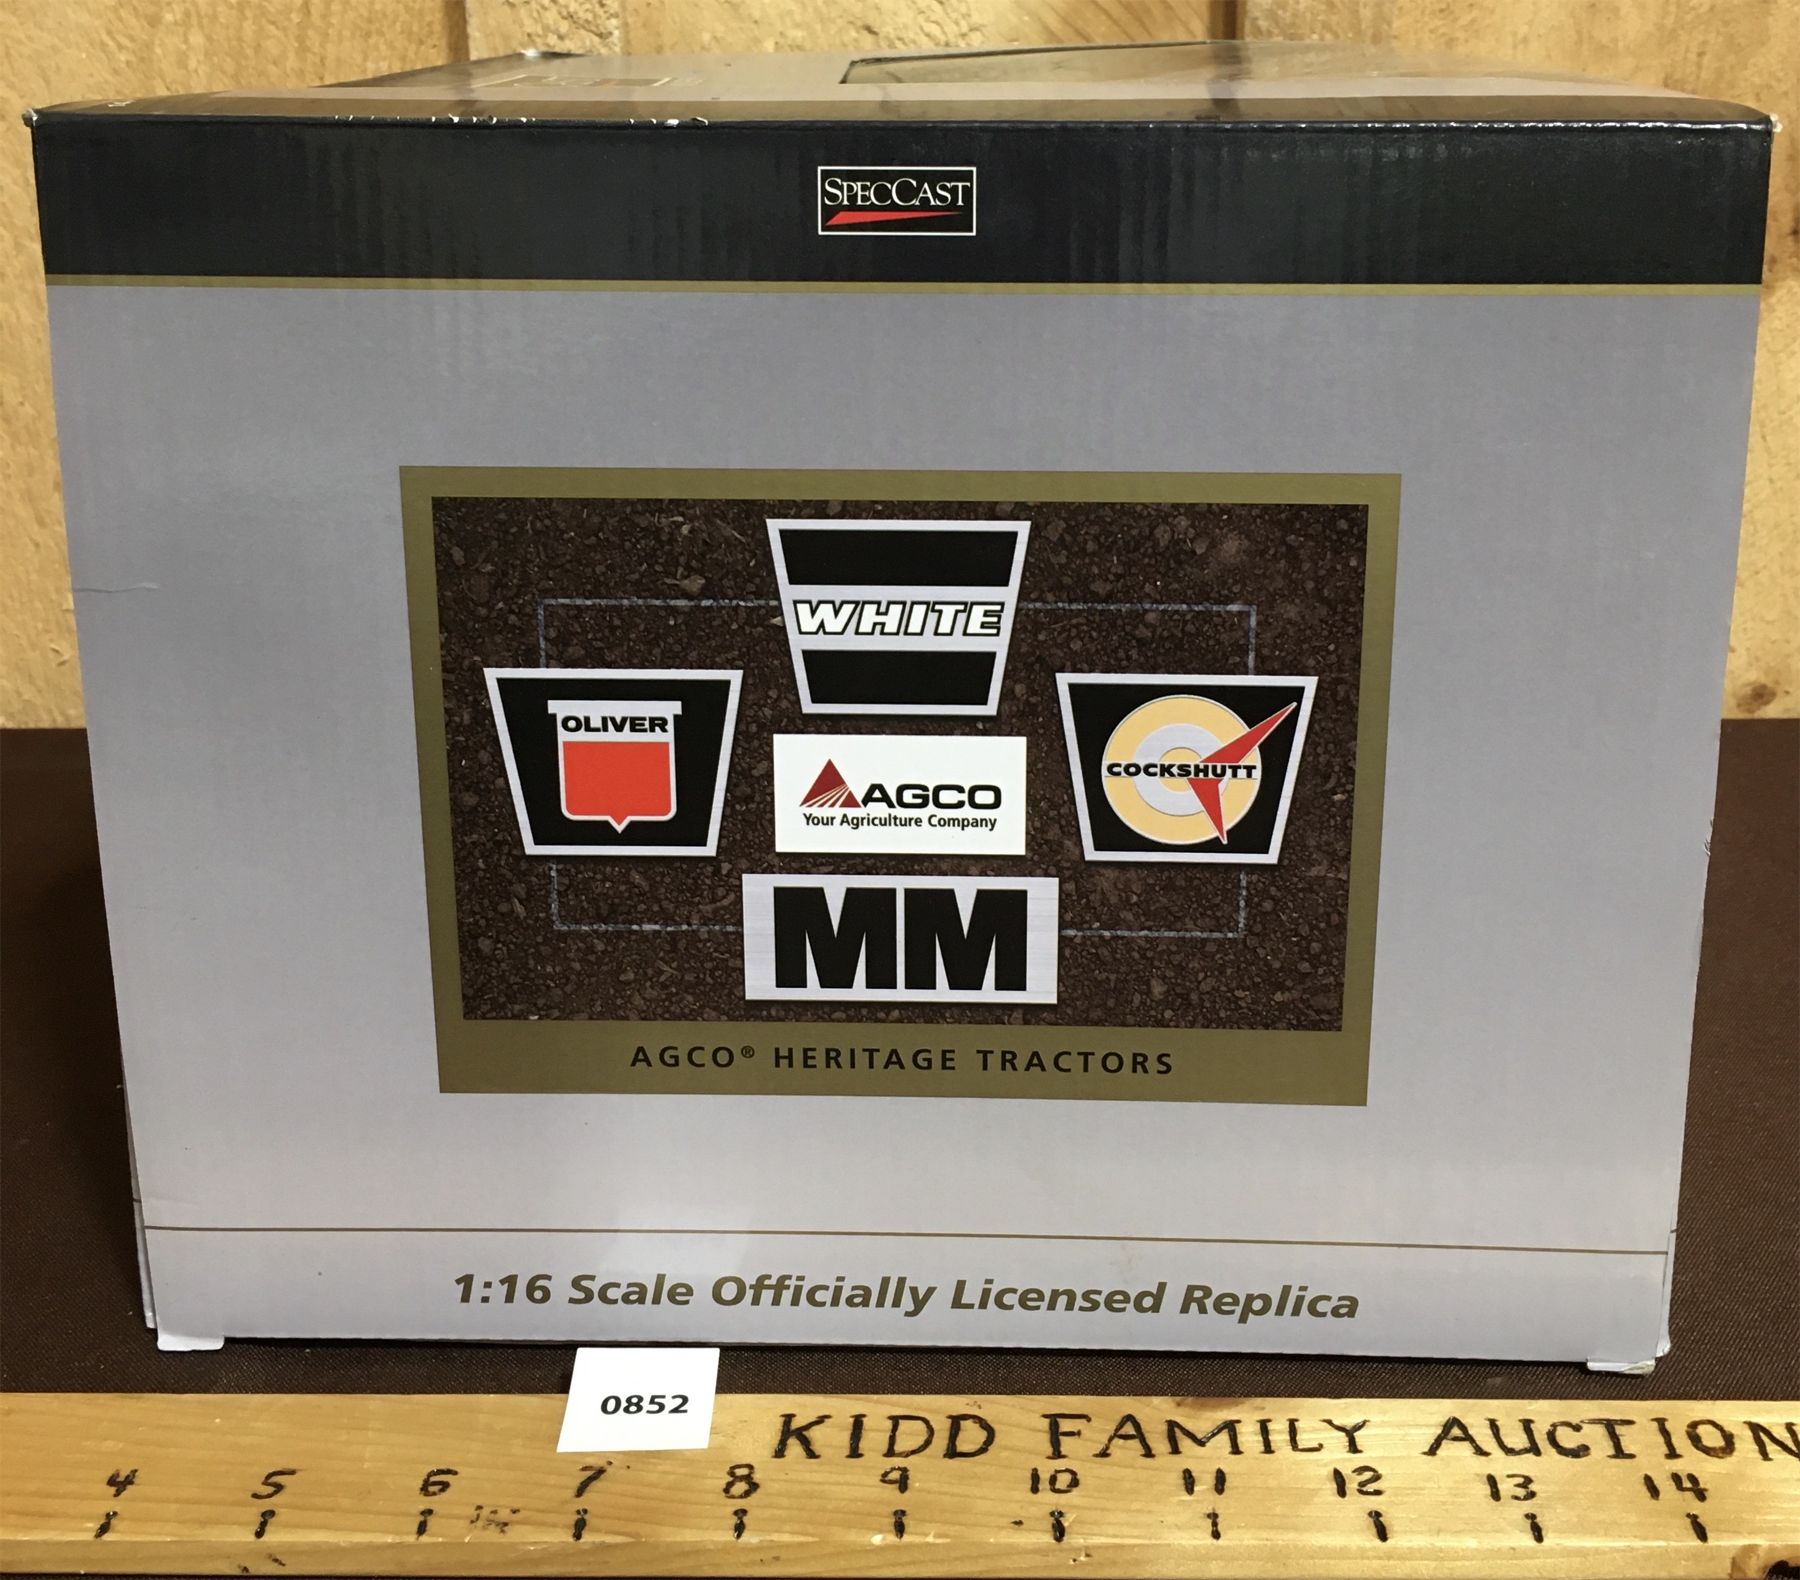 SPECCAST
WHITE
OLIVER
COCKSHUTT
AGCO
Your Agriculture Company
MM
AGCO® HERITAGE TRACTORS
1:16 Scale Officially Licensed Replica
0852
KIDD FAMILY AUCTION
4 5 6 7 8 9 10 11 12 13 14